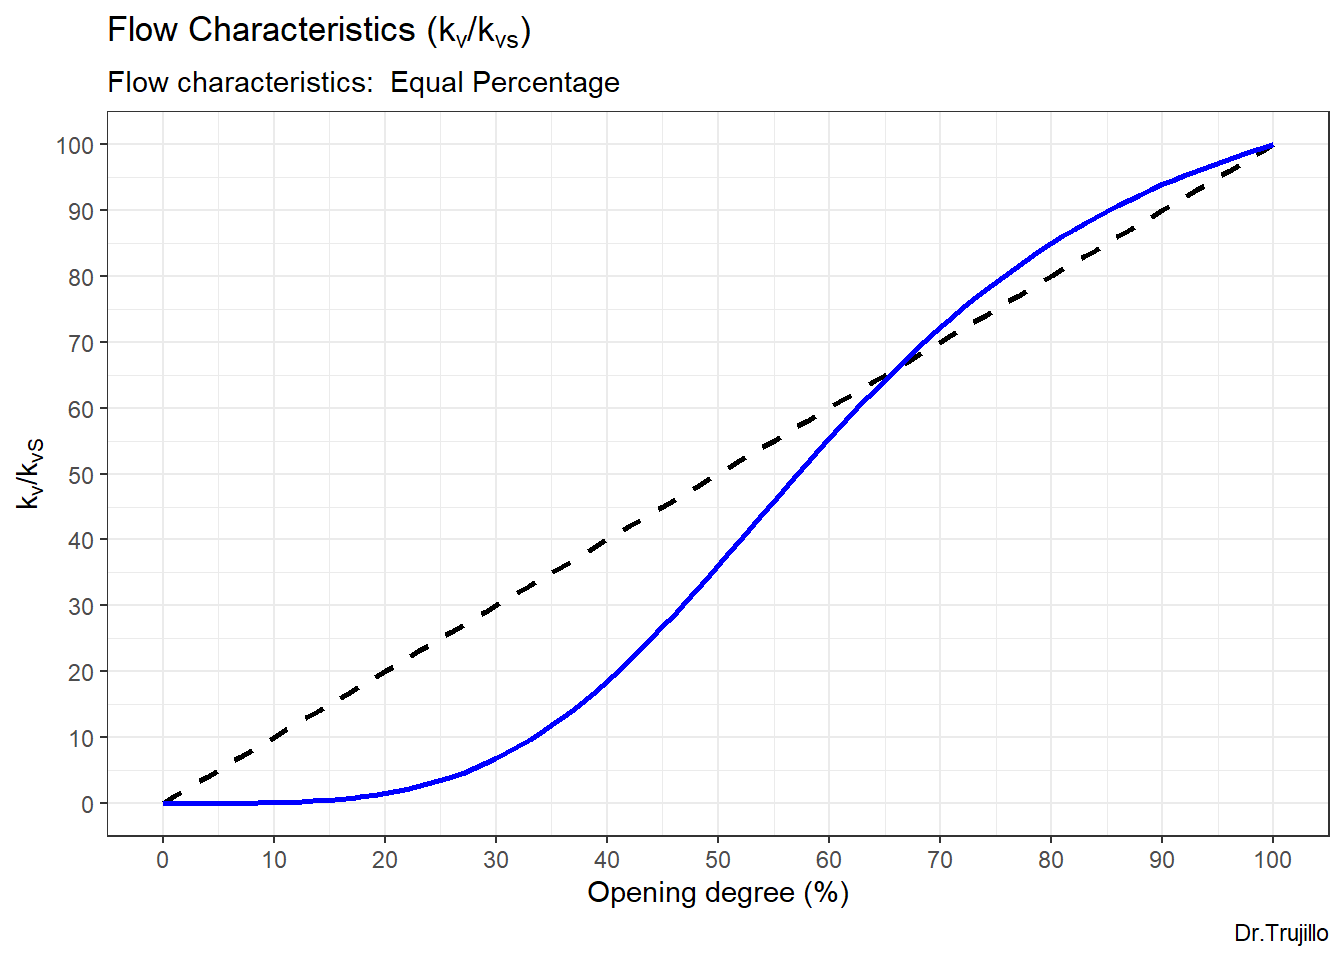 Flow Characteristics (kv/kvs)
Flow characteristics:  Equal Percentage
100
90
80
70
60
50
40
30
20
10
0
kv/kvS
0 10 20 30 40 50 60 70 80 90 100
Opening degree (%)
Dr.Trujillo